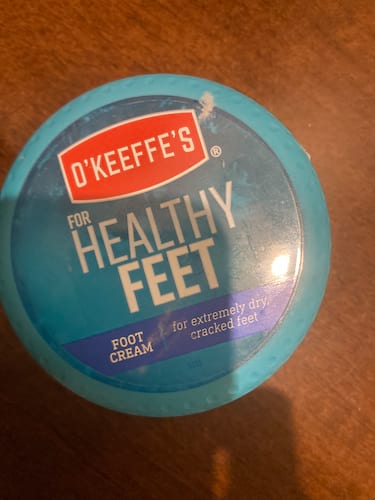 O'KEEFFE'S®
FOR
HEALTHY
FEET
FOOT
CREAM
for extremely dry,
cracked feet